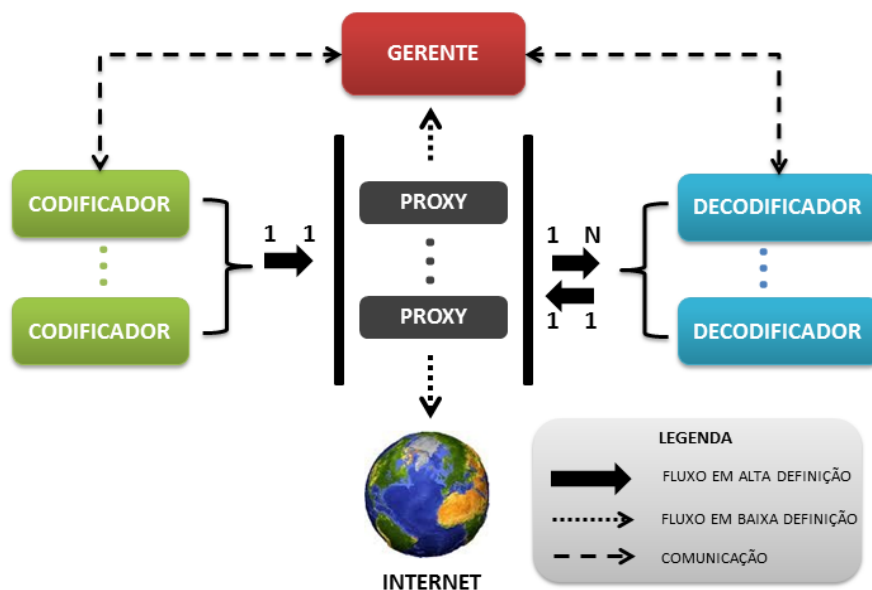 GERENTE
CODIFICADOR
PROXY
DECODIFICADOR
1 1
1 N
CODIFICADOR
PROXY
1 1
DECODIFICADOR
LEGENDA
FLUXO EM ALTA DEFINIÇÃO
FLUXO EM BAIXA DEFINIÇÃO
COMUNICAÇÃO
INTERNET